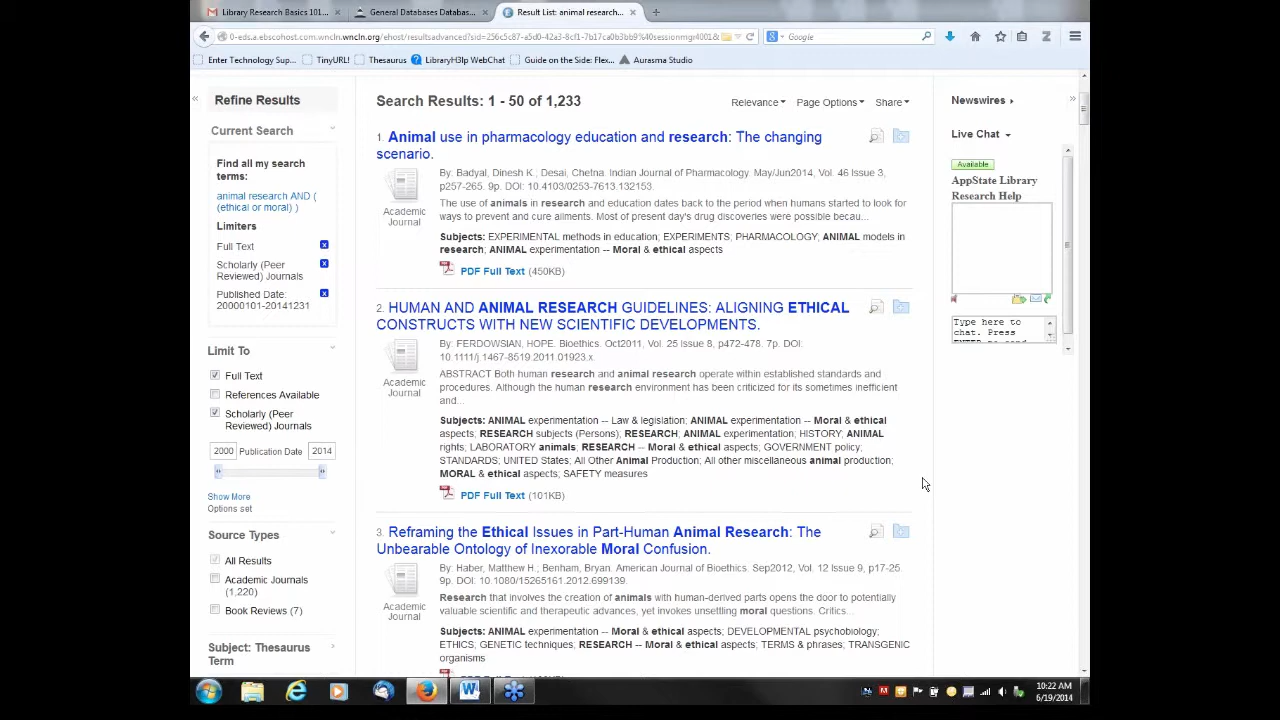 Library Research Basics 101...
General Databases Databas...
Result List: animal research...
0-eds.a.ebscohost.com.wncln.wncln.org/ehost/resultsadvanced?sid=256c5c87-a5d0-42a3-8cf1-7b17ca0b3bb9%40sessionmgr4001&
Google
Enter Technology Sup...
TinyURL!
Thesaurus
LibraryH3lp WebChat
Guide on the Side: Flex...
Aurasma Studio
Refine Results
Current Search
Find all my search
terms:
animal research AND (
(ethical or moral) )
Limiters
Full Text
Scholarly (Peer
Reviewed) Journals
Published Date:
20000101-20141231
Limit To
Full Text
References Available
Scholarly (Peer
Reviewed) Journals
2000 Publication Date 2014
Show More
Options set
Source Types
All Results
Academic Journals
(1,220)
Book Reviews (7)
Subject: Thesaurus
Term
Search Results: 1 - 50 of 1,233
Relevance
Page Options
Share
1. Animal use in pharmacology education and research: The changing
scenario.
By: Badyal, Dinesh K.; Desai, Chetna. Indian Journal of Pharmacology. May/Jun2014, Vol. 46 Issue 3,
p257-265. 9p. DOI: 10.4103/0253-7613.132153.
Academic
Journal
The use of animals in research and education dates back to the period when humans started to look for
ways to prevent and cure ailments. Most of present day's drug discoveries were possible becau...
Subjects: EXPERIMENTAL methods in education; EXPERIMENTS; PHARMACOLOGY; ANIMAL models in
research; ANIMAL experimentation -- Moral & ethical aspects
PDF Full Text (450KB)
2. HUMAN AND ANIMAL RESEARCH GUIDELINES: ALIGNING ETHICAL
CONSTRUCTS WITH NEW SCIENTIFIC DEVELOPMENTS.
By: FERDOWSIAN, HOPE. Bioethics. Oct2011, Vol. 25 Issue 8, p472-478. 7p. DOI:
10.1111/j.1467-8519.2011.01923.x.
Academic
Journal
ABSTRACT Both human research and animal research operate within established standards and
procedures. Although the human research environment has been criticized for its sometimes inefficient
and...
Subjects: ANIMAL experimentation -- Law & legislation; ANIMAL experimentation -- Moral & ethical
aspects; RESEARCH subjects (Persons); RESEARCH; ANIMAL experimentation; HISTORY; ANIMAL
rights; LABORATORY animals; RESEARCH -- Moral & ethical aspects; GOVERNMENT policy;
STANDARDS; UNITED States; All Other Animal Production; All other miscellaneous animal production;
MORAL & ethical aspects; SAFETY measures
PDF Full Text (101KB)
3. Reframing the Ethical Issues in Part-Human Animal Research: The
Unbearable Ontology of Inexorable Moral Confusion.
By: Haber, Matthew H.; Benham, Bryan. American Journal of Bioethics. Sep2012, Vol. 12 Issue 9, p17-25.
9p. DOI: 10.1080/15265161.2012.699139.
Academic
Journal
Research that involves the creation of animals with human-derived parts opens the door to potentially
valuable scientific and therapeutic advances, yet invokes unsettling moral questions. Critics...
Subjects: ANIMAL experimentation -- Moral & ethical aspects; DEVELOPMENTAL psychobiology;
ETHICS; GENETIC techniques; RESEARCH -- Moral & ethical aspects; TERMS & phrases; TRANSGENIC
organisms
Newswires
Live Chat
Available
AppState Library
Research Help
Type here to
chat. Press
10:22 AM
6/19/2014